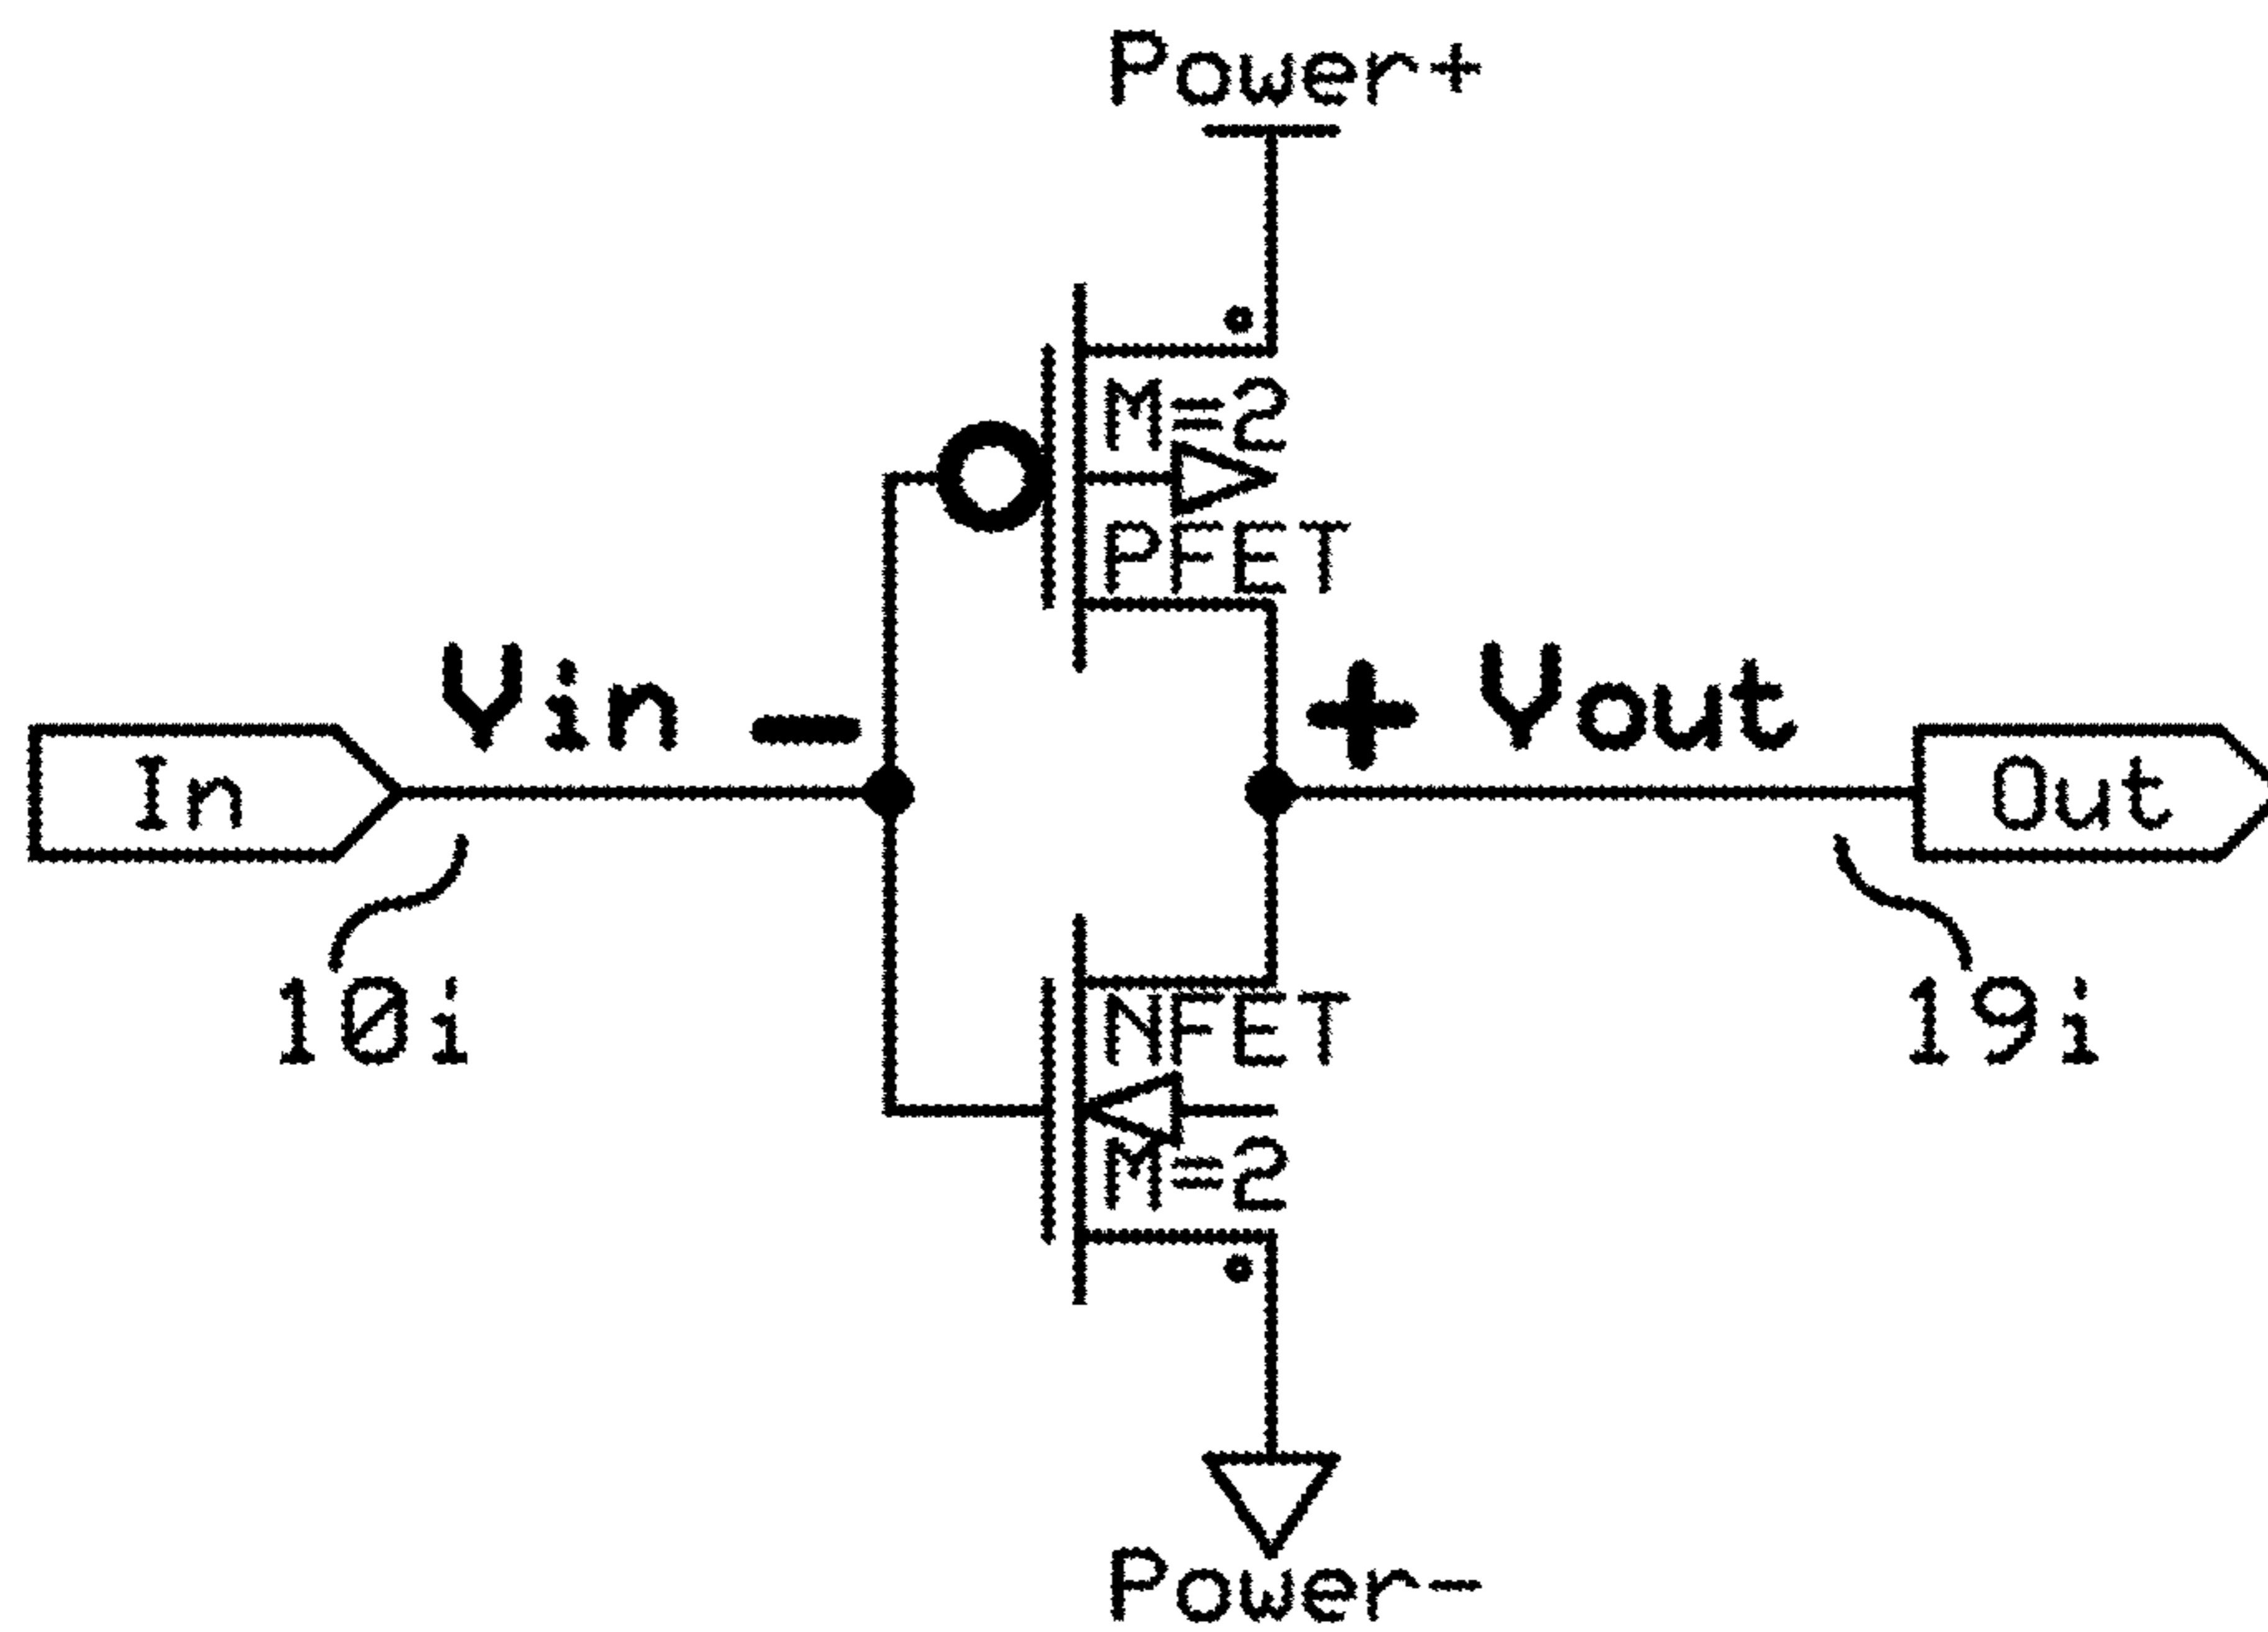 Power+
M=2
PFET
Vin - + Vout
In
Out
10i
19i
NFET
M=2
Power-